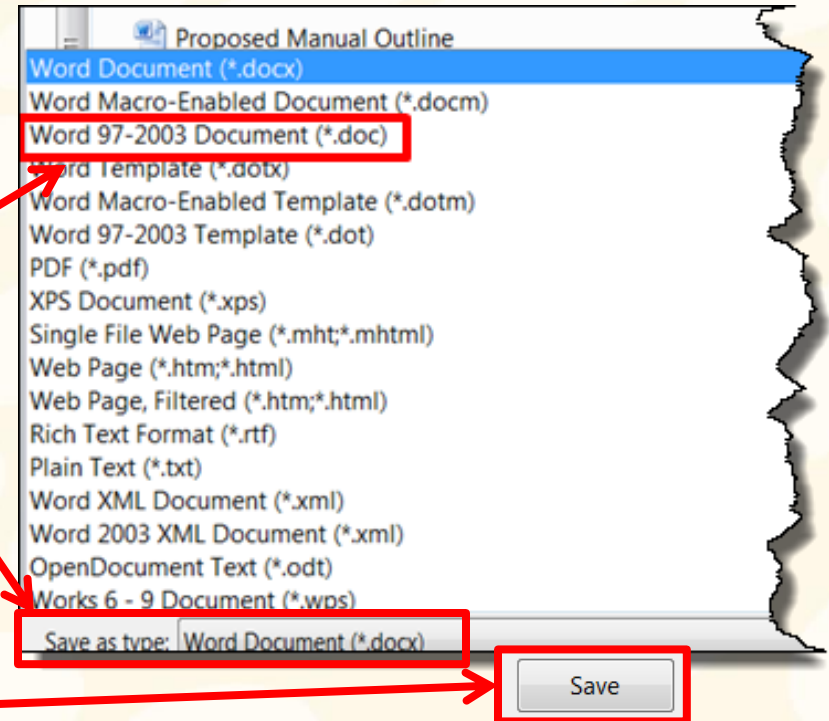 Proposed Manual Outline
Word Document (*.docx)
Word Macro-Enabled Document (*.docm)
Word 97-2003 Document (*.doc)
Word Template (*.dotx)
Word Macro-Enabled Template (*.dotm)
Word 97-2003 Template (*.dot)
PDF (*.pdf)
XPS Document (*.xps)
Single File Web Page (*.mht;*.mhtml)
Web Page (*.htm;*.html)
Web Page, Filtered (*.htm;*.html)
Rich Text Format (*.rtf)
Plain Text (*.txt)
Word XML Document (*.xml)
Word 2003 XML Document (*.xml)
OpenDocument Text (*.odt)
Works 6 - 9 Document (*.wps)
Save as type: Word Document (*.docx)
Save